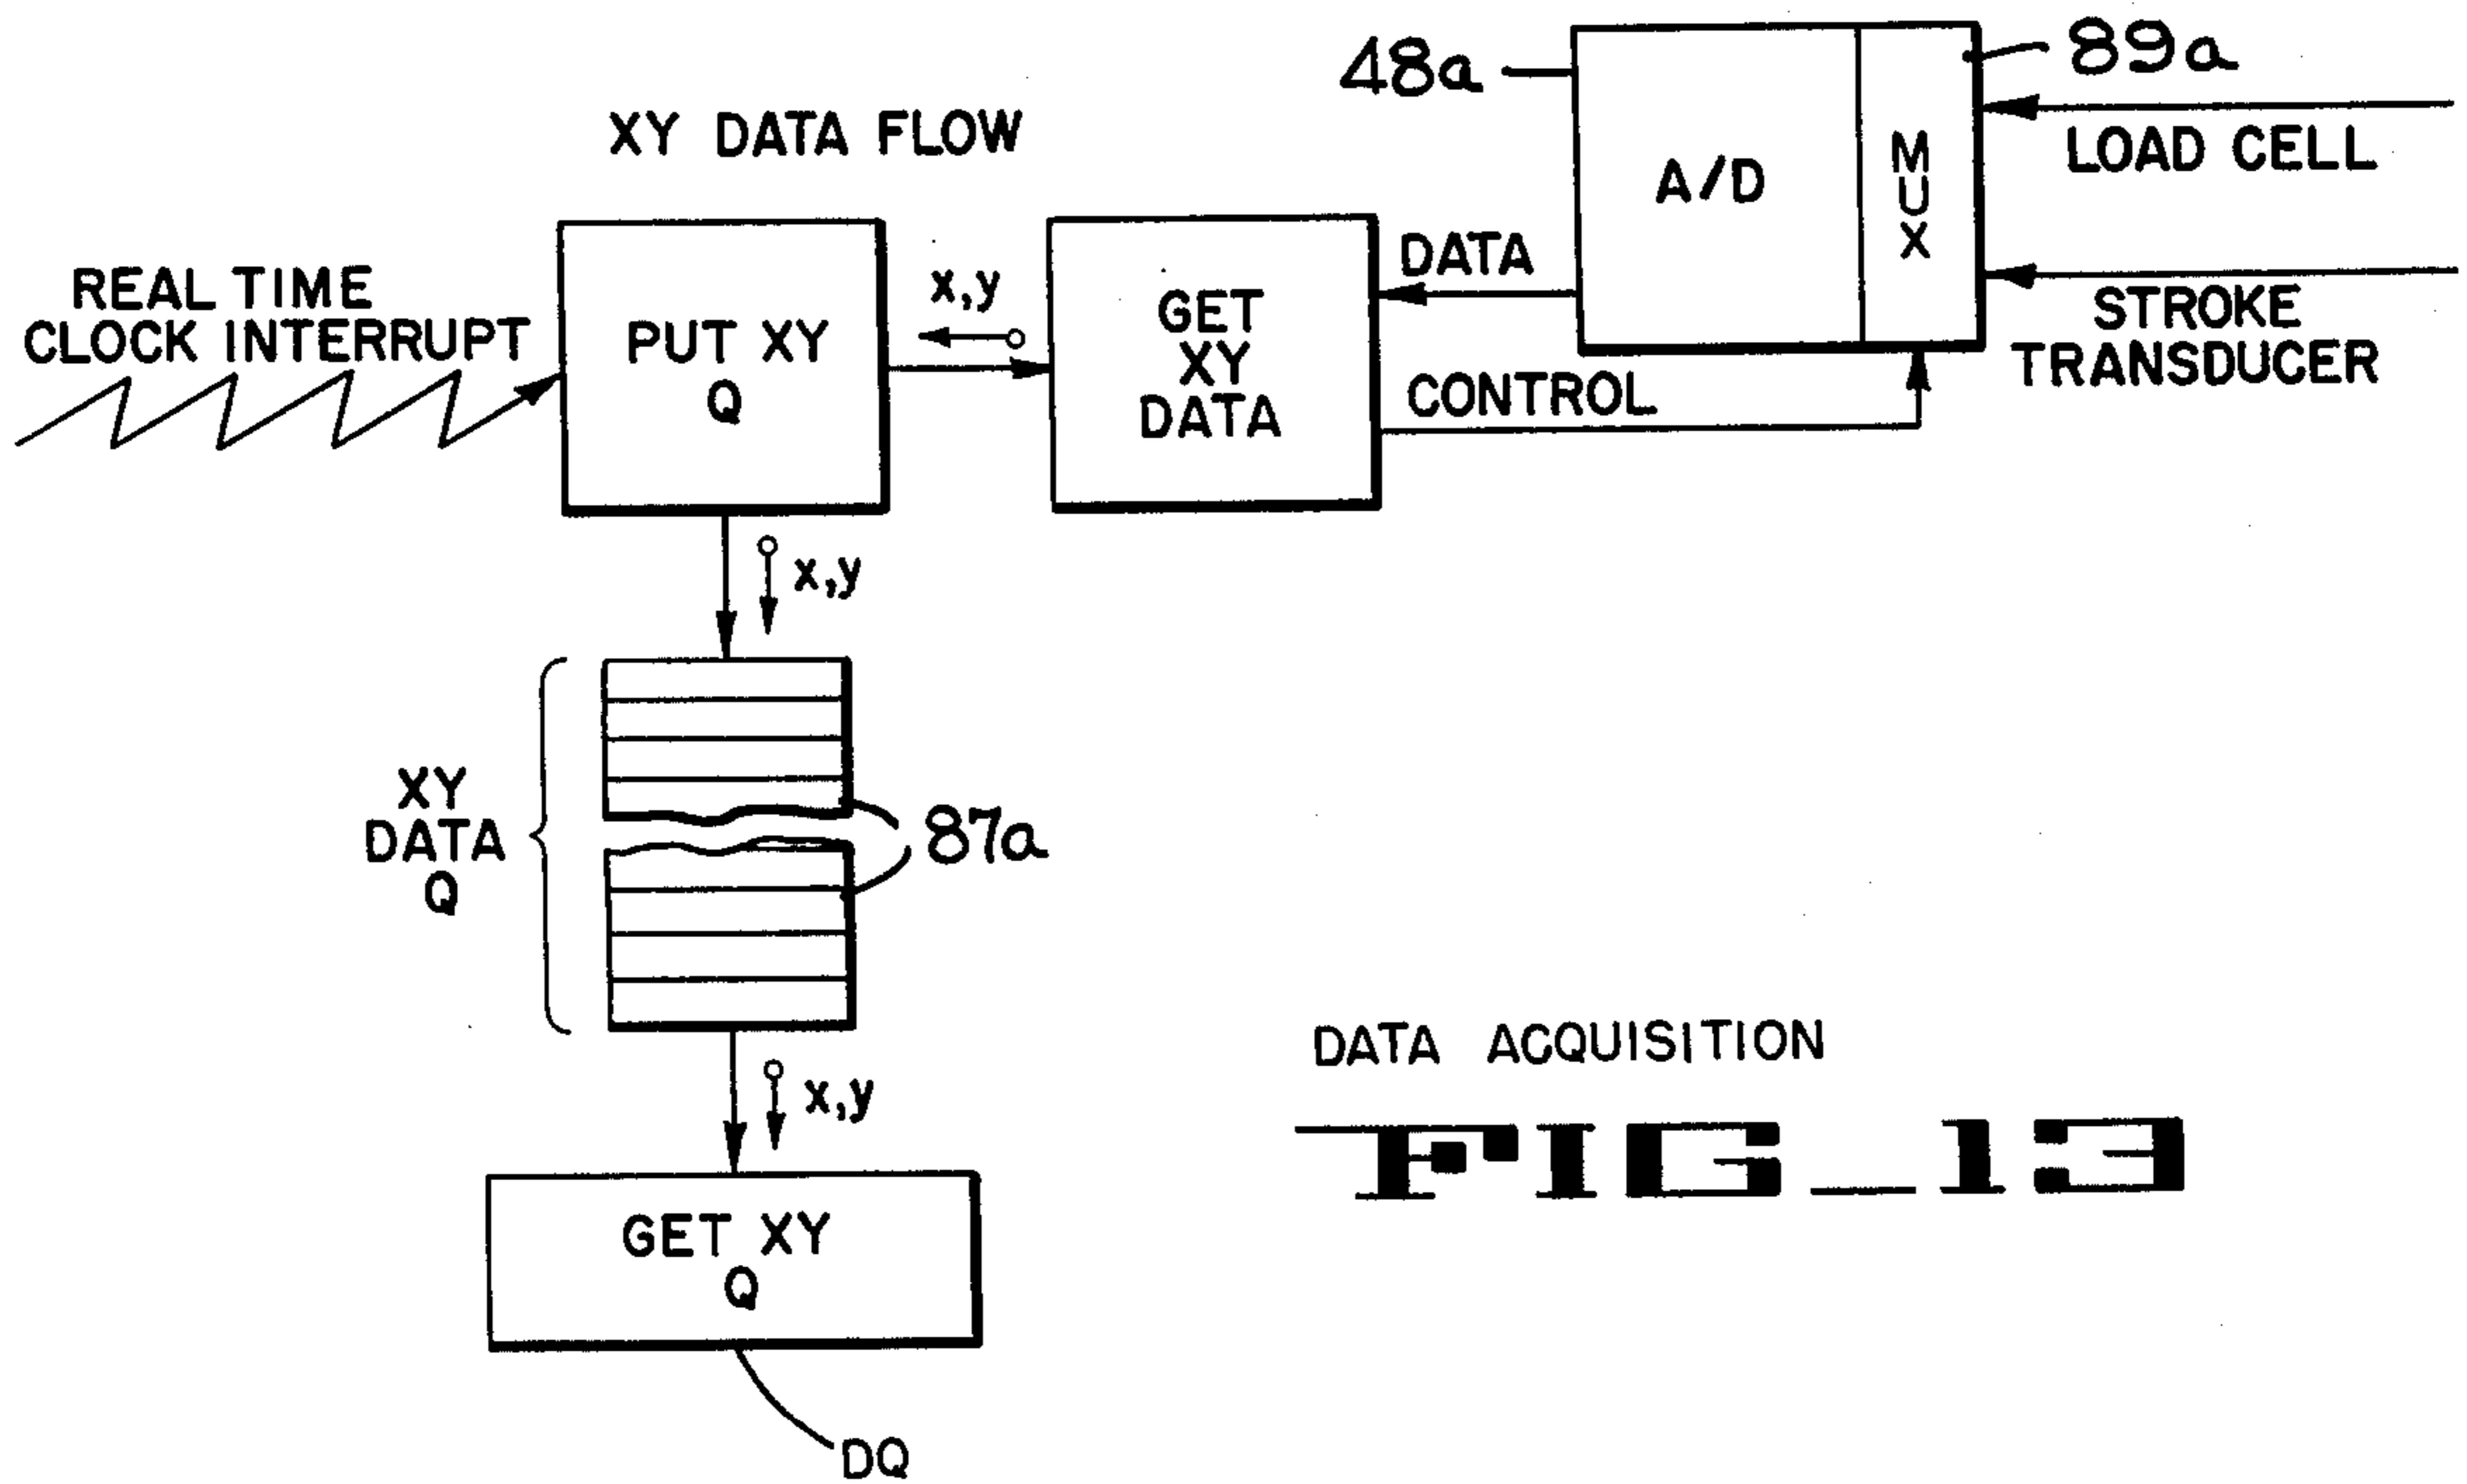 48a
89a
XY DATA FLOW
A/D
MUX
LOAD CELL
REAL TIME
CLOCK INTERRUPT
PUT XY
Q
x,y
GET
XY
DATA
DATA
CONTROL
STROKE
TRANSDUCER
x,y
XY
DATA
Q
87a
x,y
GET XY
Q
DQ
DATA ACQUISITION
FIG_13